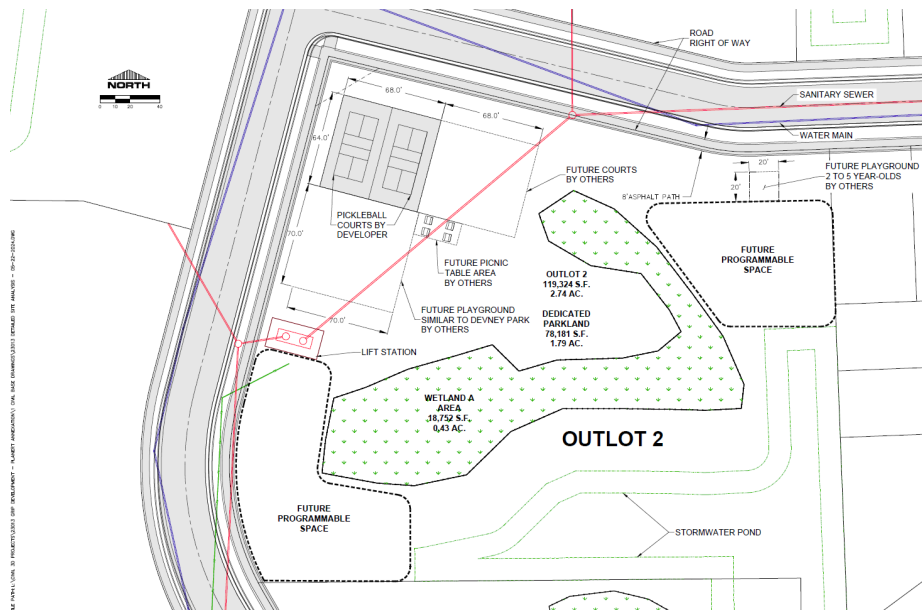 ROAD
RIGHT OF WAY
NORTH
0
10
20
40
68.0'
68.0'
64.0'
SANITARY SEWER
WATER MAIN
FUTURE COURTS
BY OTHERS
20'
20'
FUTURE PLAYGROUND
2 TO 5 YEAR-OLDS
BY OTHERS
8' ASPHALT PATH
PICKLEBALL
COURTS BY
DEVELOPER
70.0'
FUTURE PICNIC
TABLE AREA
BY OTHERS
FUTURE
PROGRAMMABLE
SPACE
OUTLOT 2
119,324 S.F.
2.74 AC.
DEDICATED
PARKLAND
78,181 S.F.
1.79 AC.
70.0'
FUTURE PLAYGROUND
SIMILAR TO DEVNEY PARK
BY OTHERS
LIFT STATION
WETLAND A
AREA
18,752 S.F.
0.43 AC.
OUTLOT 2
FUTURE
PROGRAMMABLE
SPACE
STORMWATER POND